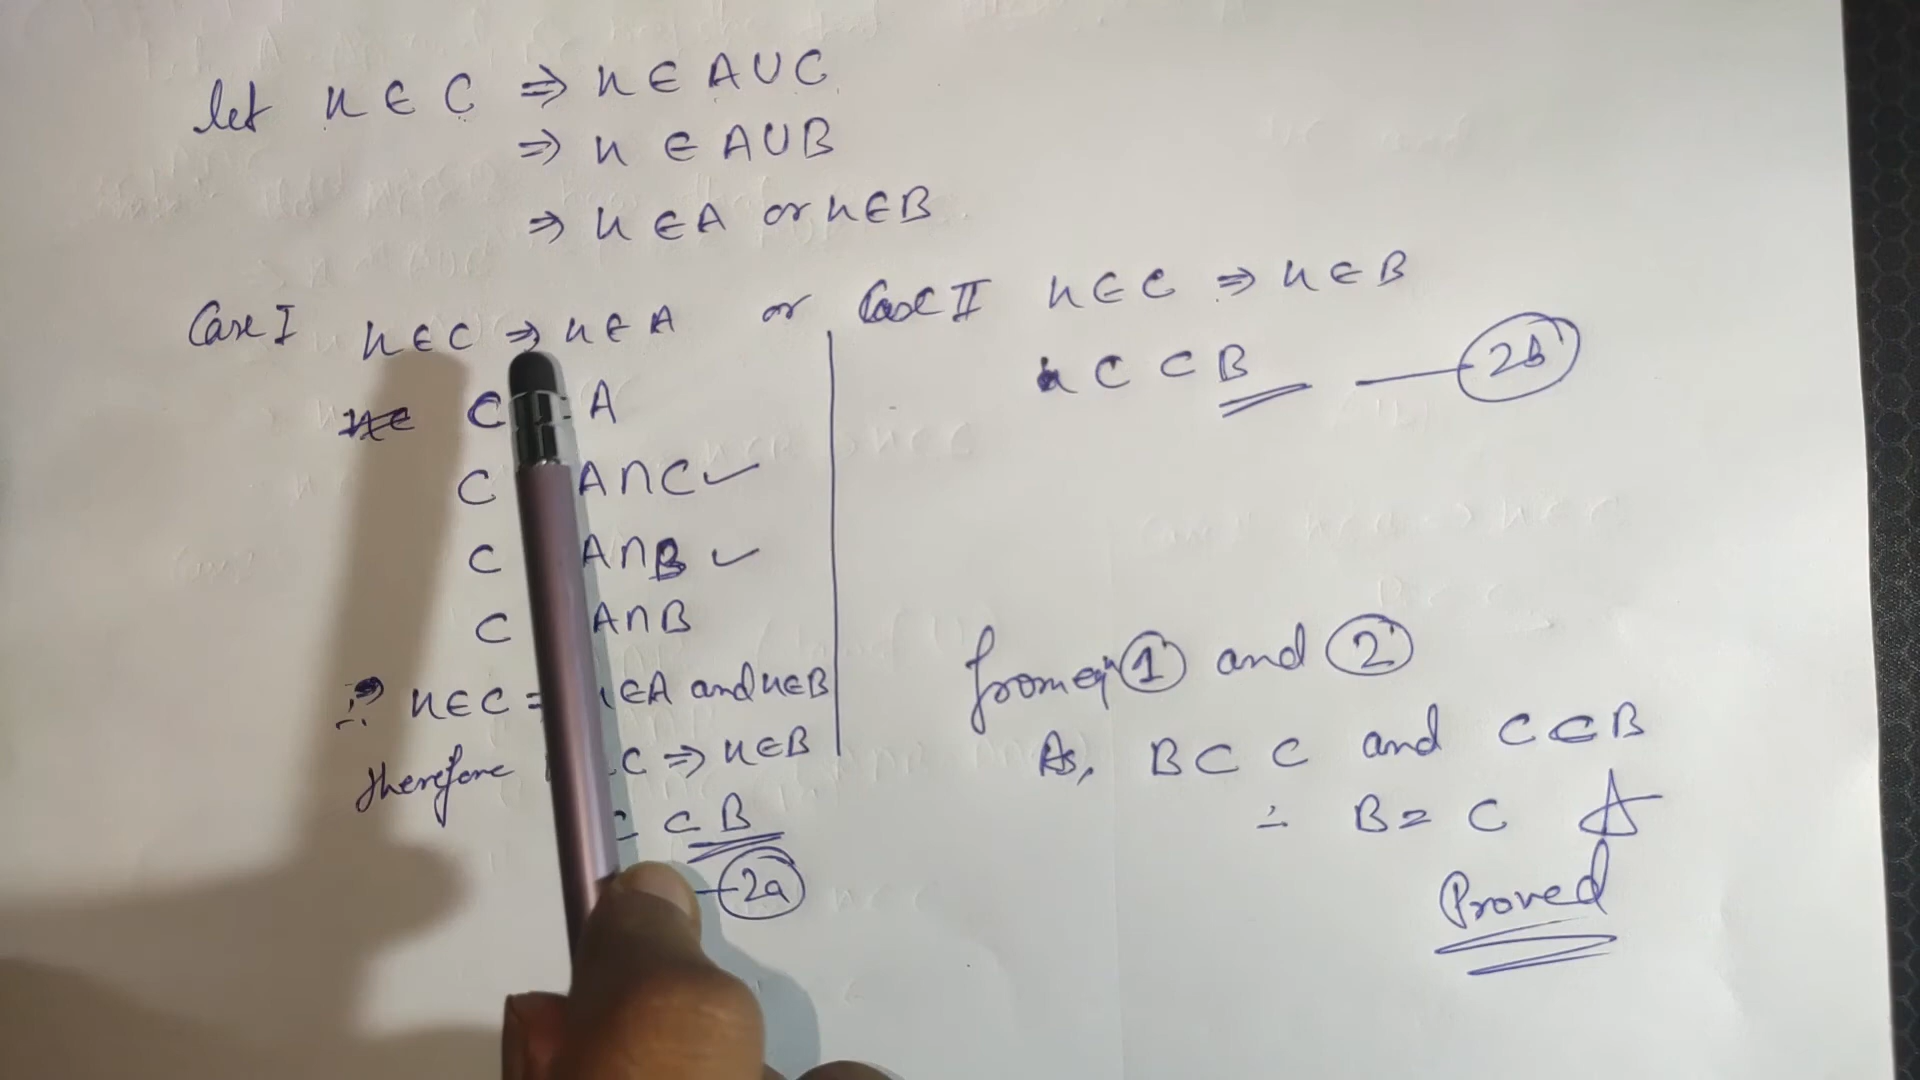 let x ∈ C ⇒ x ∈ A ∪ C
⇒ x ∈ A ∪ B
⇒ x ∈ A or x ∈ B
Case I x ∈ C ⇒ x ∈ A or
C A
C A ∩ C ✓
C A ∩ B ✓
C A ∩ B
∴ x ∈ C = x ∈ A and x ∈ B
therefore C ⇒ x ∈ B
⊂ B
— 2a
Case II x ∈ C ⇒ x ∈ B
C ⊂ B — 2b
from eqn 1 and 2
As, B ⊂ C and C ⊂ B
∴ B = C
Proved